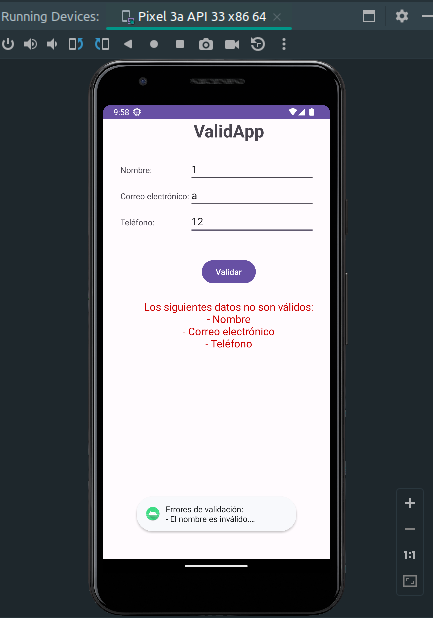 Running Devices: Pixel 3a API 33 x86 64
9:58
ValidApp
Nombre: 1
Correo electrónico: a
Teléfono: 12
Validar
Los siguientes datos no son válidos:
- Nombre
- Correo electrónico
- Teléfono
Errores de validación:
- El nombre es inválido....
1:1